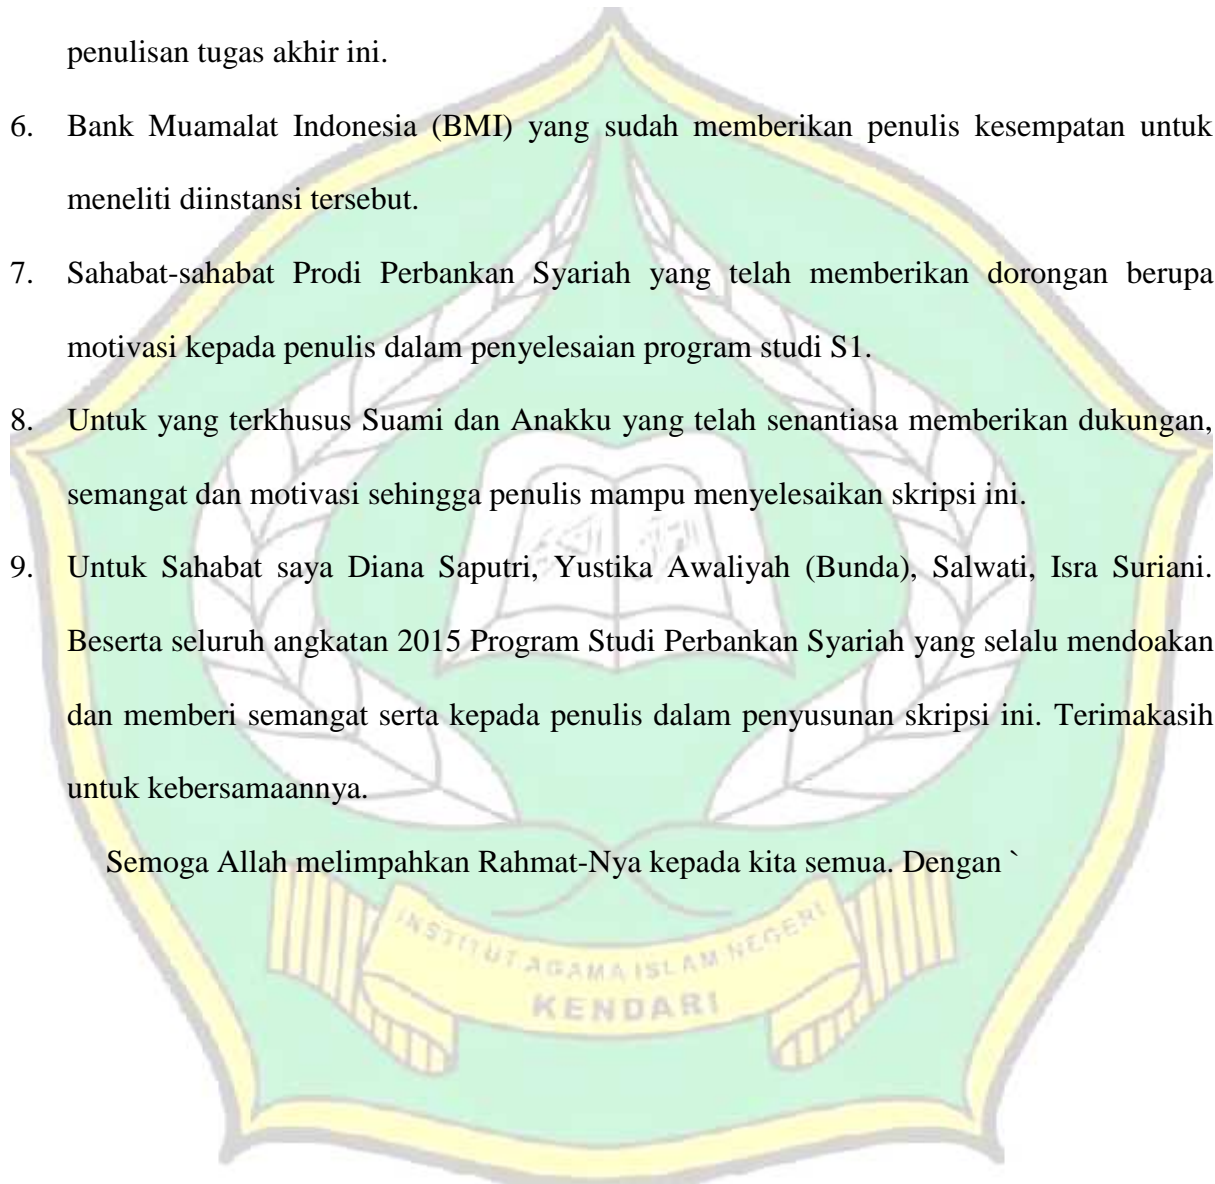 penulisan tugas akhir ini.
6. Bank Muamalat Indonesia (BMI) yang sudah memberikan penulis kesempatan untuk
meneliti diinstansi tersebut.
7. Sahabat-sahabat Prodi Perbankan Syariah yang telah memberikan dorongan berupa
motivasi kepada penulis dalam penyelesaian program studi S1.
8. Untuk yang terkhusus Suami dan Anakku yang telah senantiasa memberikan dukungan,
semangat dan motivasi sehingga penulis mampu menyelesaikan skripsi ini.
9. Untuk Sahabat saya Diana Saputri, Yustika Awaliyah (Bunda), Salwati, Isra Suriani.
Beserta seluruh angkatan 2015 Program Studi Perbankan Syariah yang selalu mendoakan
dan memberi semangat serta kepada penulis dalam penyusunan skripsi ini. Terimakasih
untuk kebersamaannya.
Semoga Allah melimpahkan Rahmat-Nya kepada kita semua. Dengan `
INSTITUT AGAMA ISLAM NEGERI
KENDARI